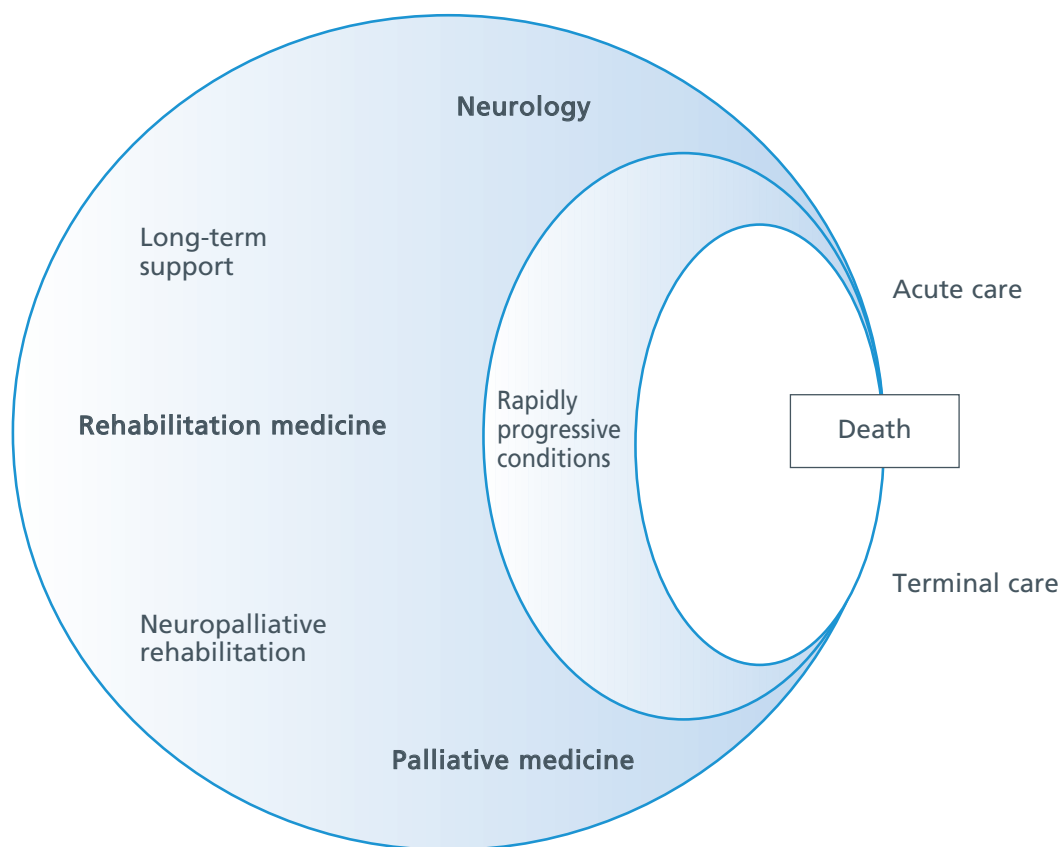 Neurology
Long-term
support
Acute care
Rapidly
progressive
conditions
Rehabilitation medicine
Death
Terminal care
Neuropalliative
rehabilitation
Palliative medicine